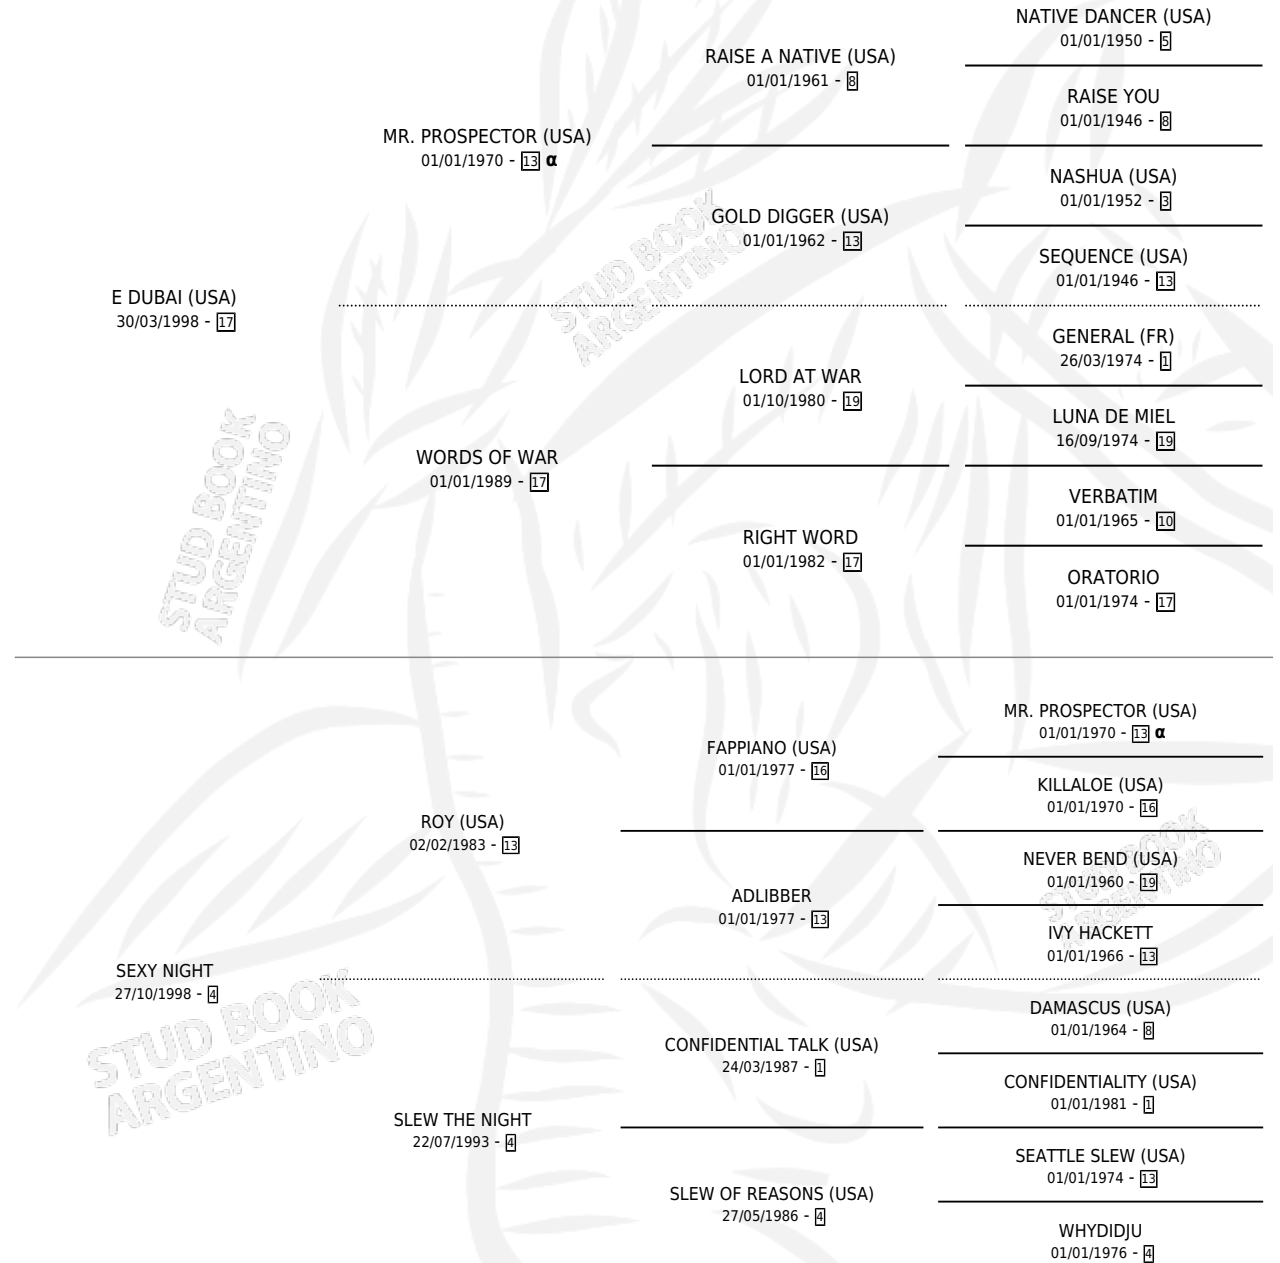 NATIVE DANCER (USA)
01/01/1950 - 5
RAISE A NATIVE (USA)
01/01/1961 - 8
RAISE YOU
01/01/1946 - 8
MR. PROSPECTOR (USA)
01/01/1970 - 13 α
NASHUA (USA)
01/01/1952 - 3
GOLD DIGGER (USA)
01/01/1962 - 13
SEQUENCE (USA)
01/01/1946 - 13
E DUBAI (USA)
30/03/1998 - 17
GENERAL (FR)
26/03/1974 - 1
LORD AT WAR
01/10/1980 - 19
LUNA DE MIEL
16/09/1974 - 19
WORDS OF WAR
01/01/1989 - 17
VERBATIM
01/01/1965 - 10
RIGHT WORD
01/01/1982 - 17
ORATORIO
01/01/1974 - 17
MR. PROSPECTOR (USA)
01/01/1970 - 13 α
FAPPIANO (USA)
01/01/1977 - 16
KILLALOE (USA)
01/01/1970 - 16
ROY (USA)
02/02/1983 - 13
NEVER BEND (USA)
01/01/1960 - 19
ADLIBBER
01/01/1977 - 13
IVY HACKETT
01/01/1966 - 13
SEXY NIGHT
27/10/1998 - 4
DAMASCUS (USA)
01/01/1964 - 8
CONFIDENTIAL TALK (USA)
24/03/1987 - 1
CONFIDENTIALITY (USA)
01/01/1981 - 1
SLEW THE NIGHT
22/07/1993 - 4
SEATTLE SLEW (USA)
01/01/1974 - 13
SLEW OF REASONS (USA)
27/05/1986 - 4
WHYDIDJU
01/01/1976 - 4
STUD BOOK
ARGENTINO
STUD BOOK
ARGENTINO
STUD BOOK
ARGENTINO
STUD BOOK
ARGENTINO